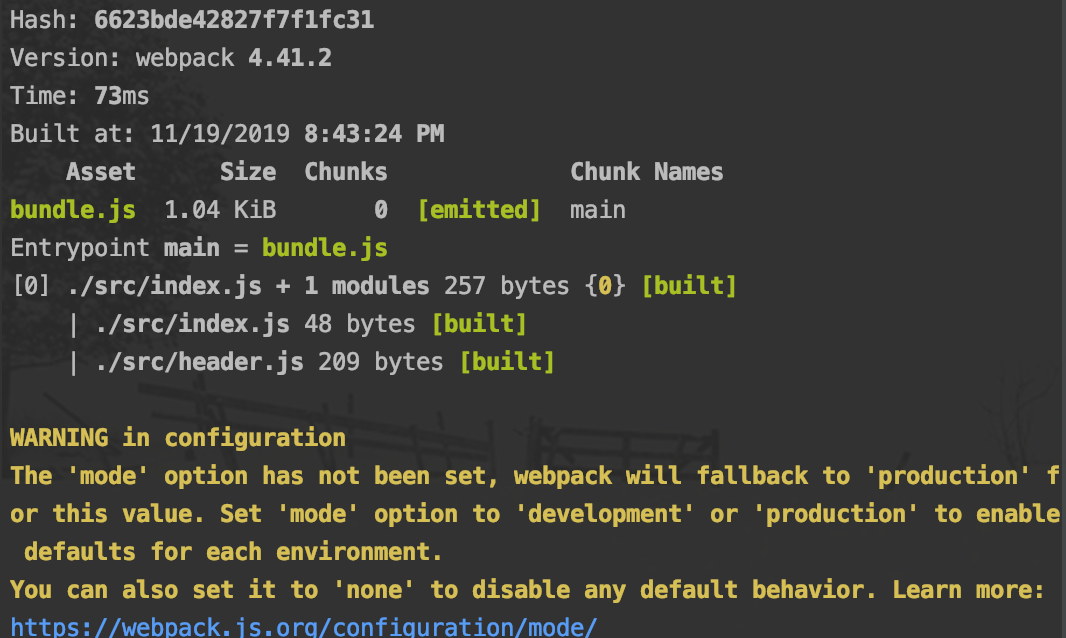 Hash: 6623bde42827f7f1fc31
Version: webpack 4.41.2
Time: 73ms
Built at: 11/19/2019 8:43:24 PM
    Asset      Size  Chunks             Chunk Names
bundle.js  1.04 KiB       0  [emitted]  main
Entrypoint main = bundle.js
[0] ./src/index.js + 1 modules 257 bytes {0} [built]
    | ./src/index.js 48 bytes [built]
    | ./src/header.js 209 bytes [built]
WARNING in configuration
The 'mode' option has not been set, webpack will fallback to 'production' f
or this value. Set 'mode' option to 'development' or 'production' to enable
 defaults for each environment.
You can also set it to 'none' to disable any default behavior. Learn more:
https://webpack.js.org/configuration/mode/